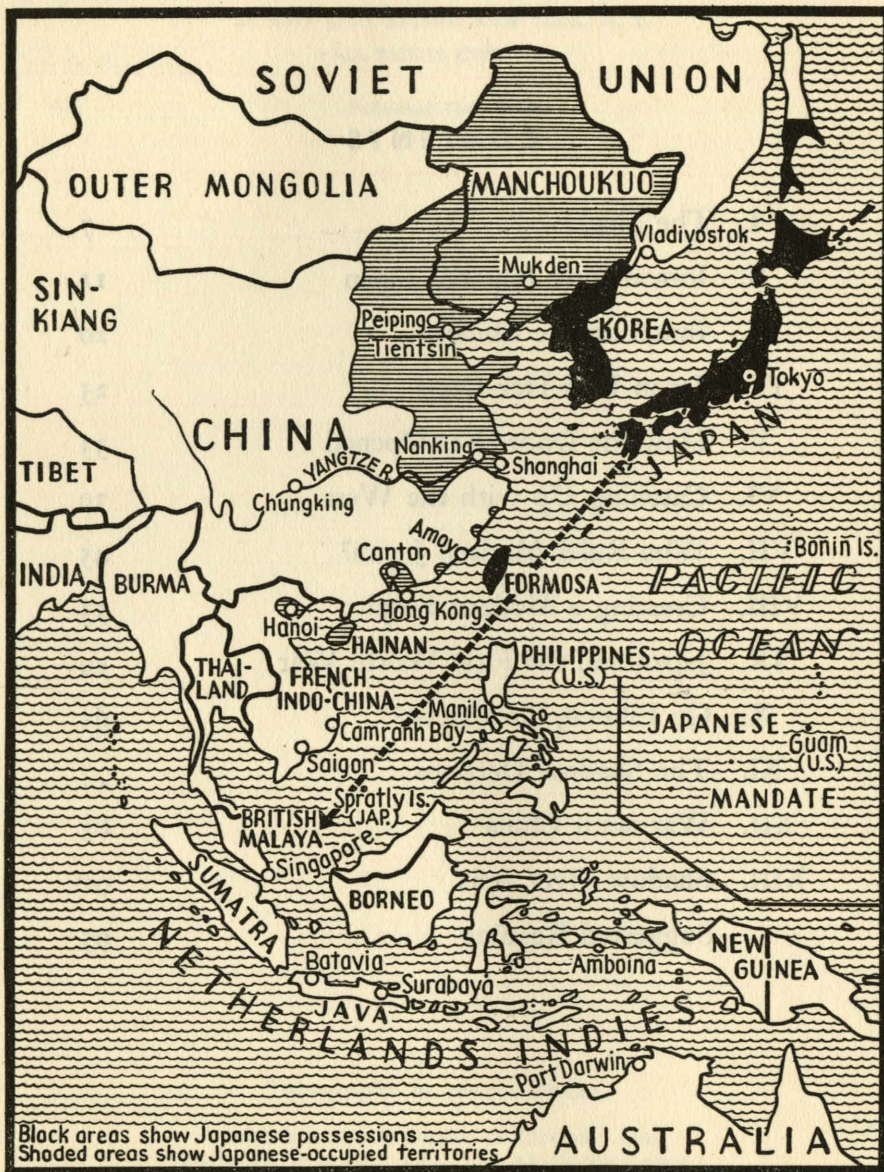 SOVIET UNION
OUTER MONGOLIA
MANCHOUKUO
Vladivostok
Mukden
SIN-
KIANG
Peiping
Tientsin
KOREA
Tokyo
JAPAN
CHINA
Nanking
Shanghai
YANGTZE R
TIBET
Chungking
Amoy
Canton
Bonin Is.
INDIA
BURMA
FORMOSA
PACIFIC
OCEAN
Hong Kong
Hanoi
HAINAN
THAI-
LAND
FRENCH
INDO-CHINA
PHILIPPINES
(U.S.)
Manila
Camranh Bay
JAPANESE
MANDATE
Guam
(U.S.)
Saigon
Spratly Is.
(JAP.)
BRITISH
MALAYA
Singapore
SUMATRA
BORNEO
NEW
GUINEA
Amboina
Batavia
Surabaya
JAVA
NETHERLANDS INDIES
Port Darwin
AUSTRALIA
Black areas show Japanese possessions
Shaded areas show Japanese-occupied territories